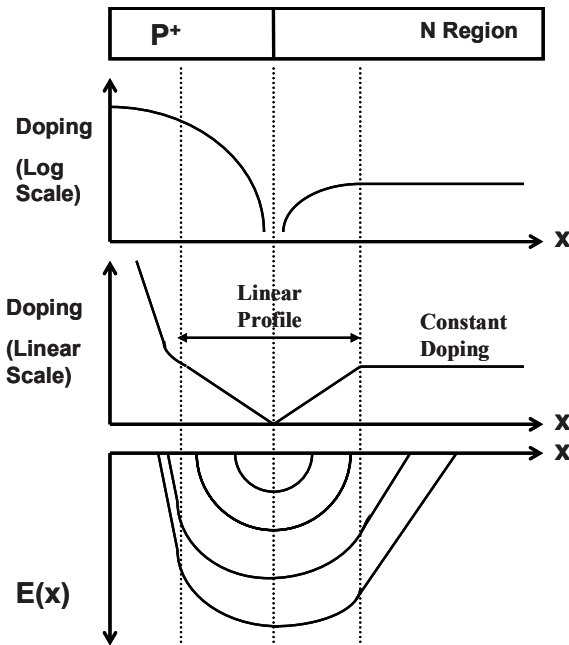 P+ N Region
Doping
(Log
Scale)
X
Doping
(Linear
Scale)
Linear
Profile
Constant
Doping
X
X
E(x)